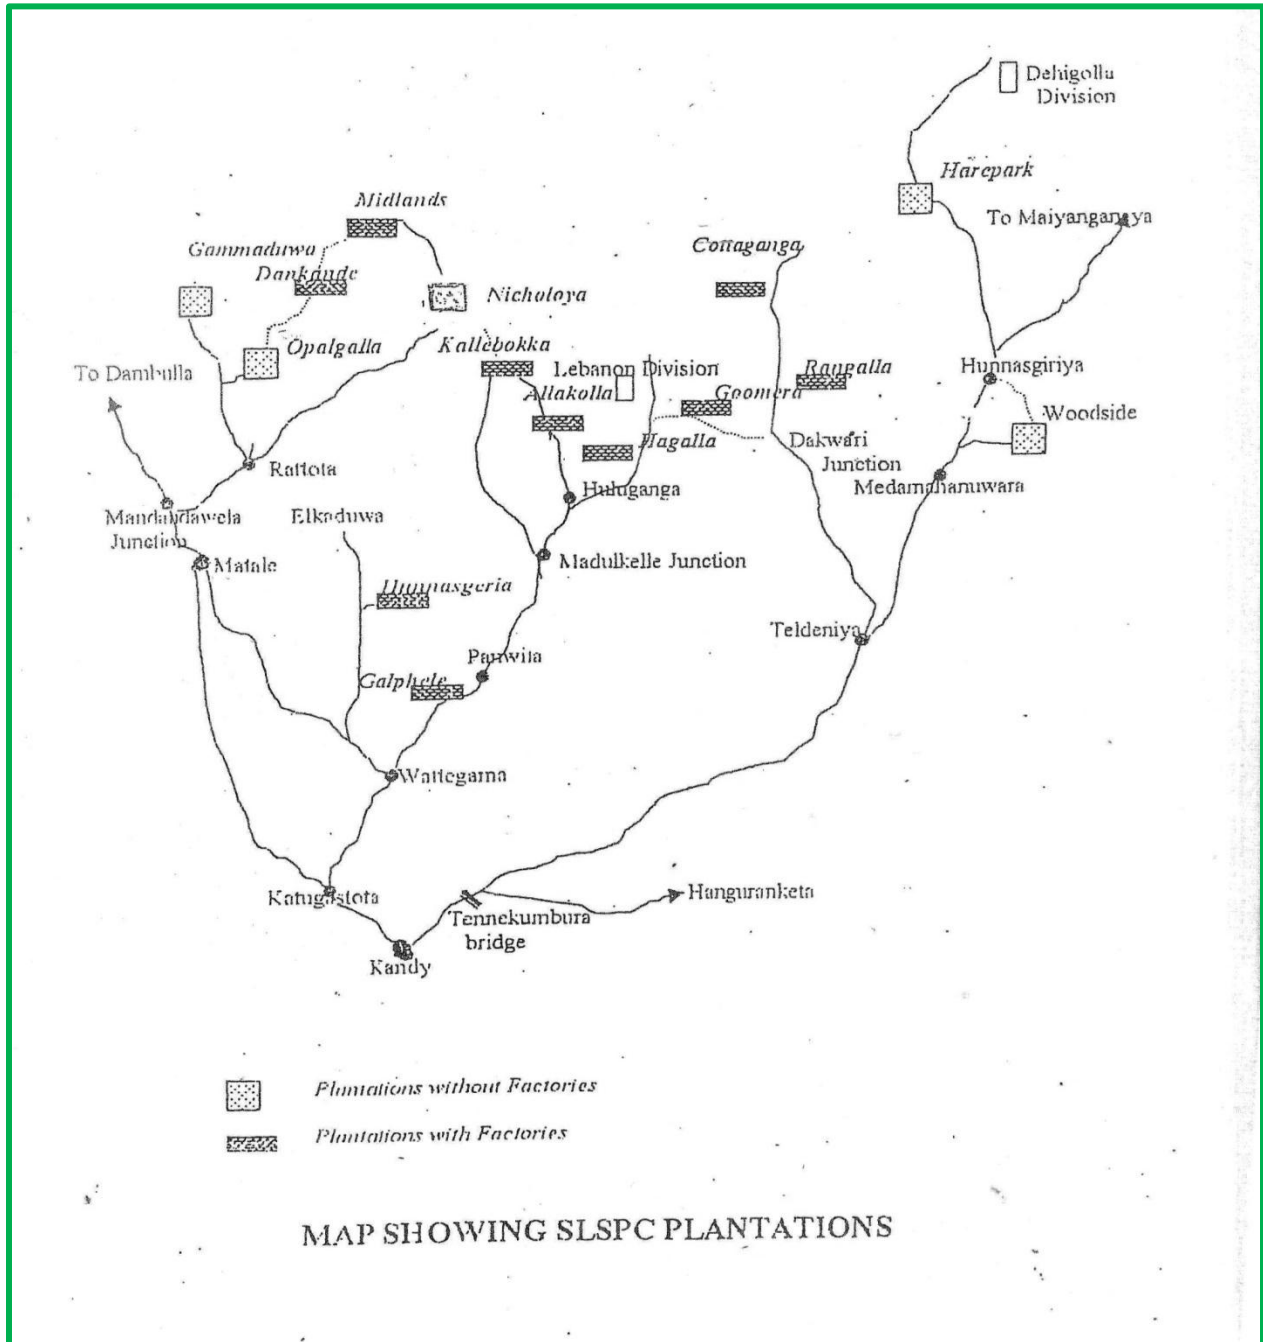 Dehigolla
Division
Harepark
Midlands
To Maiyanganaya
Gammaduwa
Cottaganga
Dankande
Nicholoya
Opalgalla
Kallebokka
To Dambulla
Lebanon Division
Rangalla
Hunnasgiriya
Allakolla
Goomera
Woodside
Hagalla
Dakwari
Junction
Rattota
Medamahanuwara
Huluganga
Mandandawela
Junction
Elkaduwa
Matale
Madulkelle Junction
Hunnasgeria
Teldeniya
Panwila
Galphele
Wattegama
Katugastota
Hanguranketa
Tennekumbura
bridge
Kandy
Plantations without Factories
Plantations with Factories
MAP SHOWING SLSPC PLANTATIONS